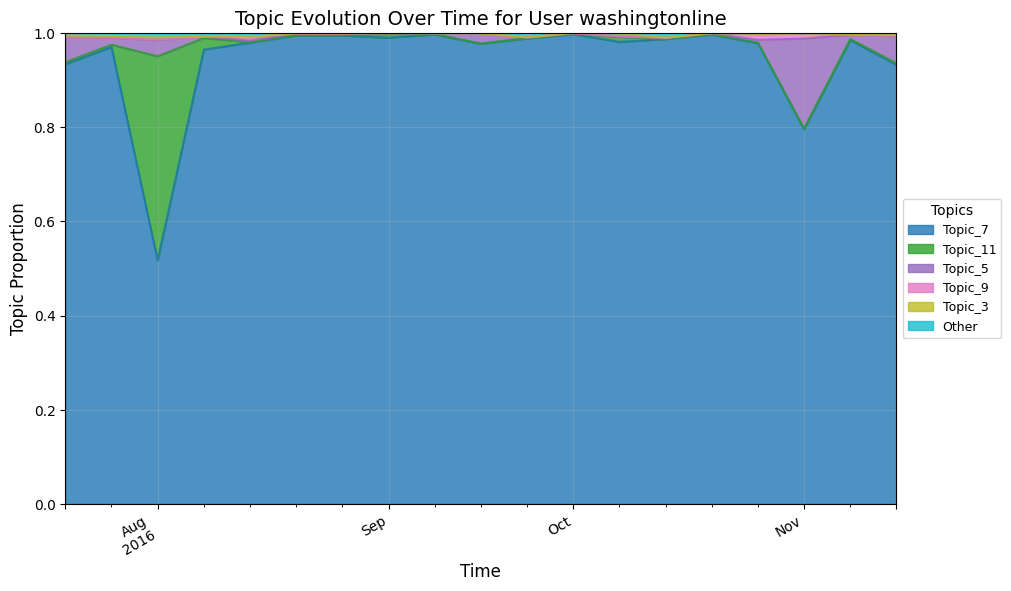 Topic Evolution Over Time for User washingtonline
Topic Proportion
1.0
0.8
0.6
0.4
0.2
0.0
Aug
2016
Sep
Oct
Nov
Time
Topics
Topic_7
Topic_11
Topic_5
Topic_9
Topic_3
Other